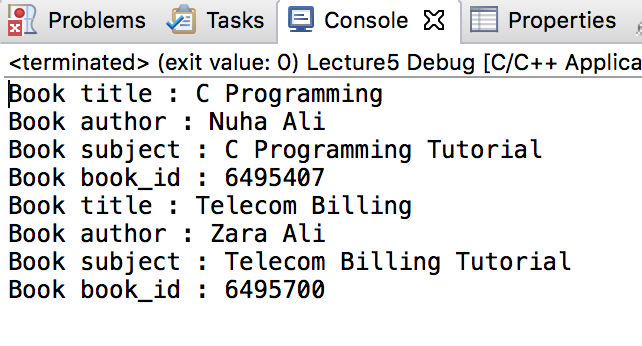 Problems Tasks Console Properties
<terminated> (exit value: 0) Lecture5 Debug [C/C++
Book title : C Programming
Book author : Nuha Ali
Book subject : C Programming Tutorial
Book book_id : 6495407
Book title : Telecom Billing
Book author : Zara Ali
Book subject : Telecom Billing Tutorial
Book book_id : 6495700